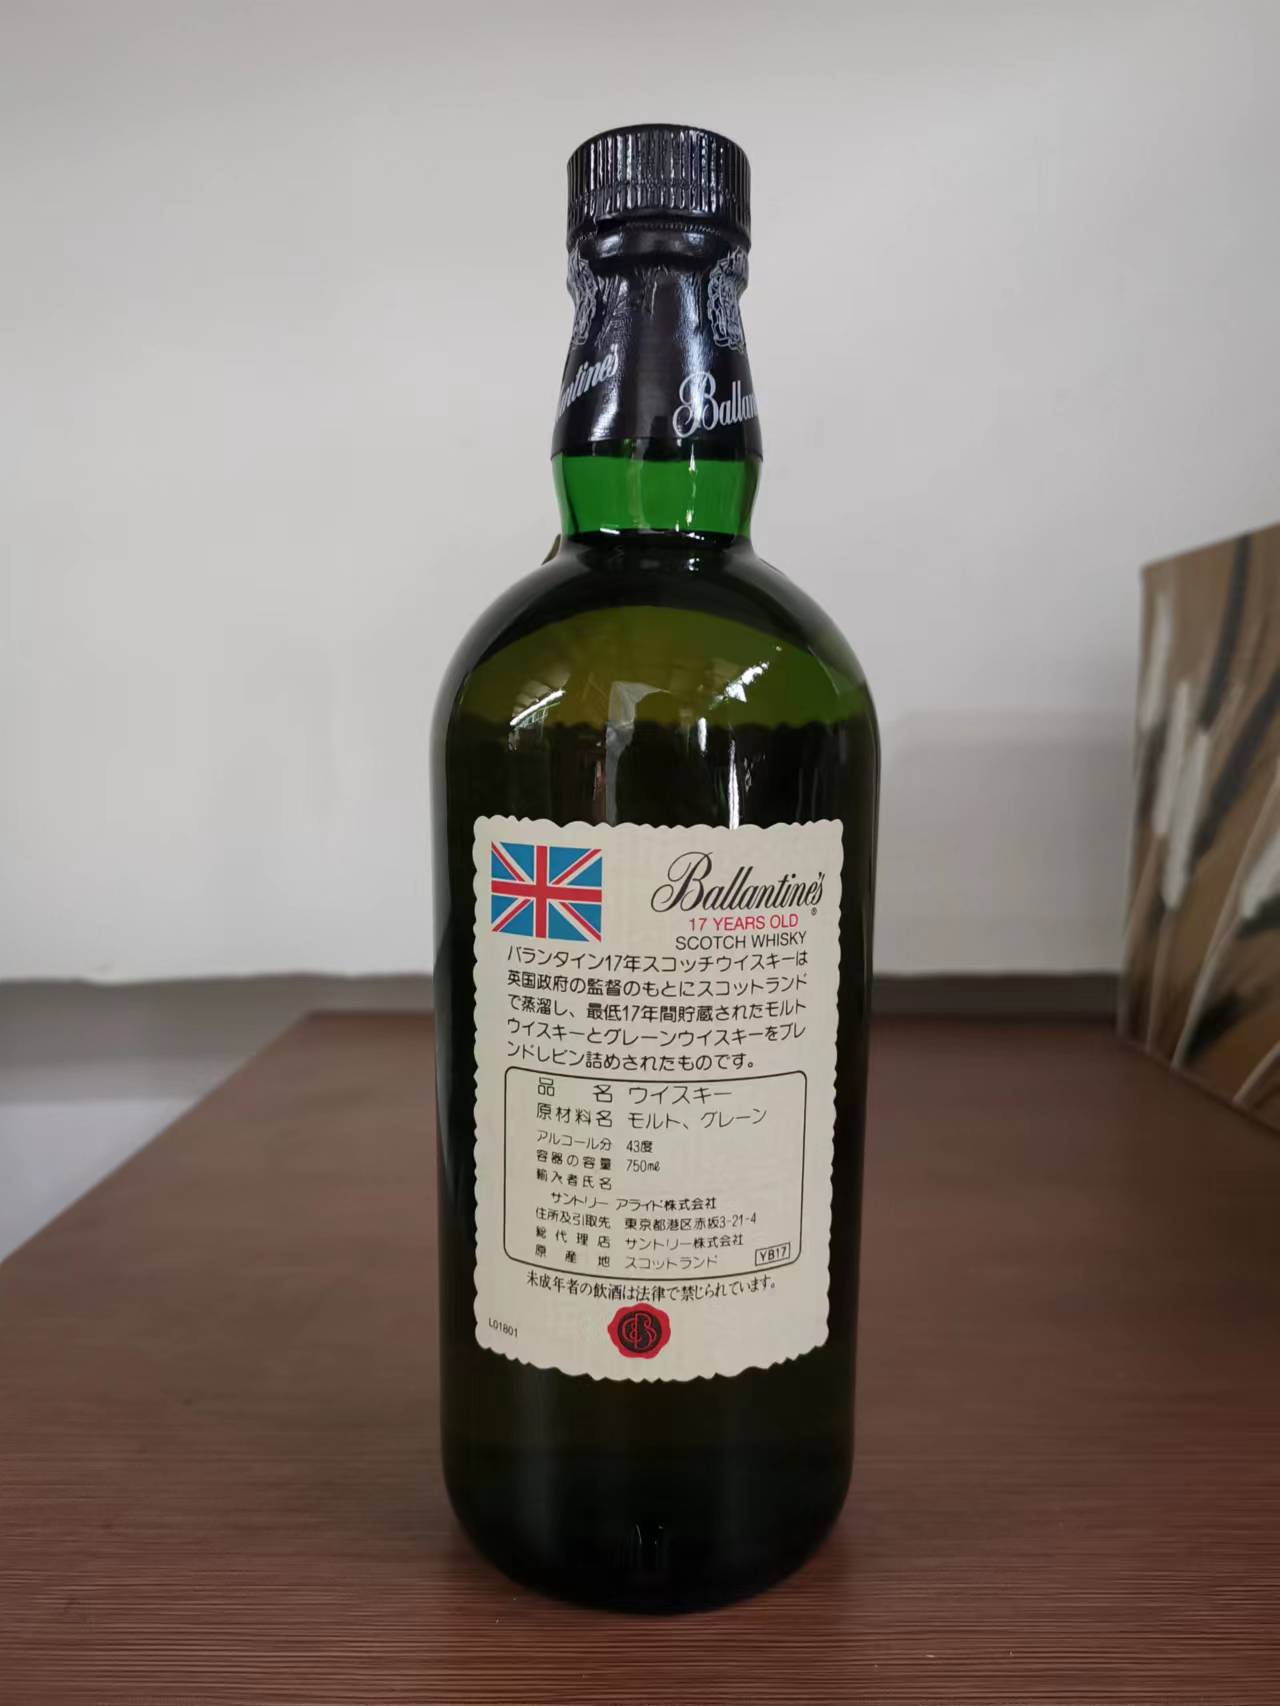 antine's
Ballan
Ballantine's
®
17 YEARS OLD
SCOTCH WHISKY
バランタイン17年スコッチウイスキーは
英国政府の監督のもとにスコットランド
で蒸溜し、最低17年間貯蔵されたモルト
ウイスキーとグレーンウイスキーをブレ
ンドしビン詰めされたものです。
品 名 ウイスキー
原材料名 モルト、グレーン
アルコール分 43度
容器の容量 750㎖
輸入者氏名
サントリー アライド株式会社
住所及引取先 東京都港区赤坂3-21-4
総代理店 サントリー株式会社
原産地 スコットランド YB17
未成年者の飲酒は法律で禁じられています。
L01801